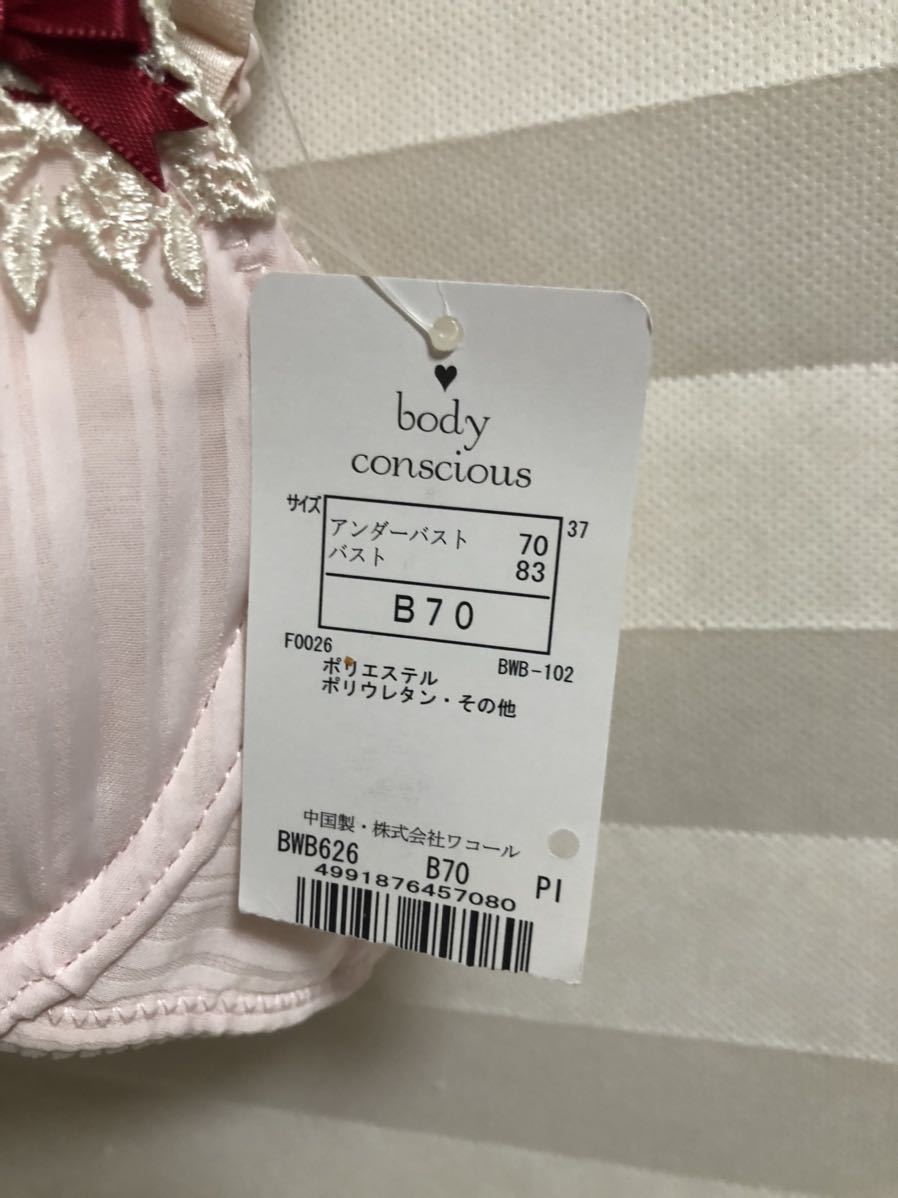 ♥
body
conscious
サイズ
37
アンダーバスト 70
バスト 83
B70
F0026
BWB-102
ポリエステル
ポリウレタン・その他
中国製・株式会社ワコール
BWB626 B70 PI
4991876457080